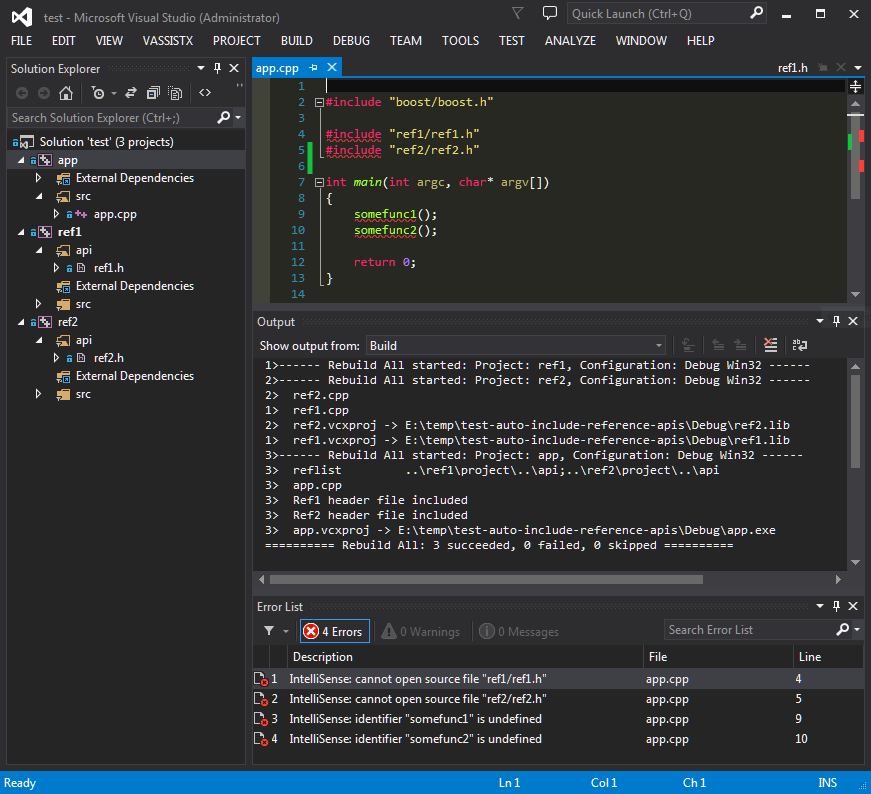 test - Microsoft Visual Studio (Administrator)
Quick Launch (Ctrl+Q)
FILE EDIT VIEW VASSISTX PROJECT BUILD DEBUG TEAM TOOLS TEST ANALYZE WINDOW HELP
Solution Explorer
Search Solution Explorer (Ctrl+;)
Solution 'test' (3 projects)
app
External Dependencies
src
app.cpp
ref1
api
ref1.h
External Dependencies
src
ref2
api
ref2.h
External Dependencies
src
app.cpp
ref1.h
1
2 #include "boost/boost.h"
3
4 #include "ref1/ref1.h"
5 #include "ref2/ref2.h"
6
7 int main(int argc, char* argv[])
8 {
9 somefunc1();
10 somefunc2();
11
12 return 0;
13 }
14
Output
Show output from: Build
1>------ Rebuild All started: Project: ref1, Configuration: Debug Win32 ------
2>------ Rebuild All started: Project: ref2, Configuration: Debug Win32 ------
2> ref2.cpp
1> ref1.cpp
2> ref2.vcxproj -> E:\temp\test-auto-include-reference-apis\Debug\ref2.lib
1> ref1.vcxproj -> E:\temp\test-auto-include-reference-apis\Debug\ref1.lib
3>------ Rebuild All started: Project: app, Configuration: Debug Win32 ------
3> reflist ..\ref1\project\..\api;..\ref2\project\..\api
3> app.cpp
3> Ref1 header file included
3> Ref2 header file included
3> app.vcxproj -> E:\temp\test-auto-include-reference-apis\Debug\app.exe
========== Rebuild All: 3 succeeded, 0 failed, 0 skipped ==========
Error List
4 Errors 0 Warnings 0 Messages
Search Error List
Description File Line
1 IntelliSense: cannot open source file "ref1/ref1.h" app.cpp 4
2 IntelliSense: cannot open source file "ref2/ref2.h" app.cpp 5
3 IntelliSense: identifier "somefunc1" is undefined app.cpp 9
4 IntelliSense: identifier "somefunc2" is undefined app.cpp 10
Ready Ln 1 Col 1 Ch 1 INS